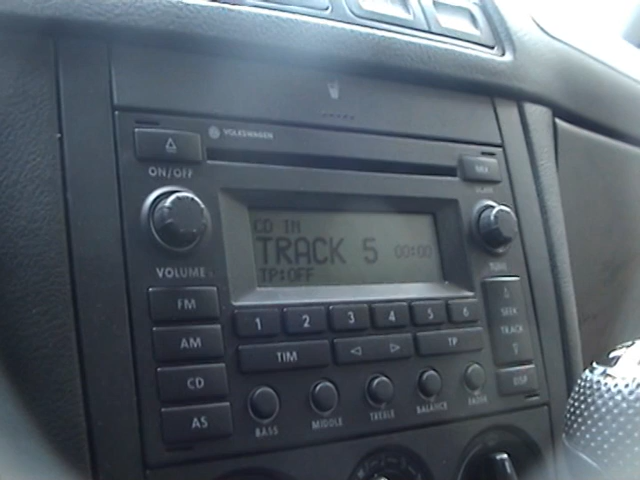 VOLKSWAGEN
ON/OFF
CD IN
TRACK 5 00:00
TP:OFF
VOLUME
FM
AM
CD
AS
1 2 3 4 5 6
TIM
TP
SEEK
TRACK
DISP
BASS MIDDLE TREBLE BALANCE FADER